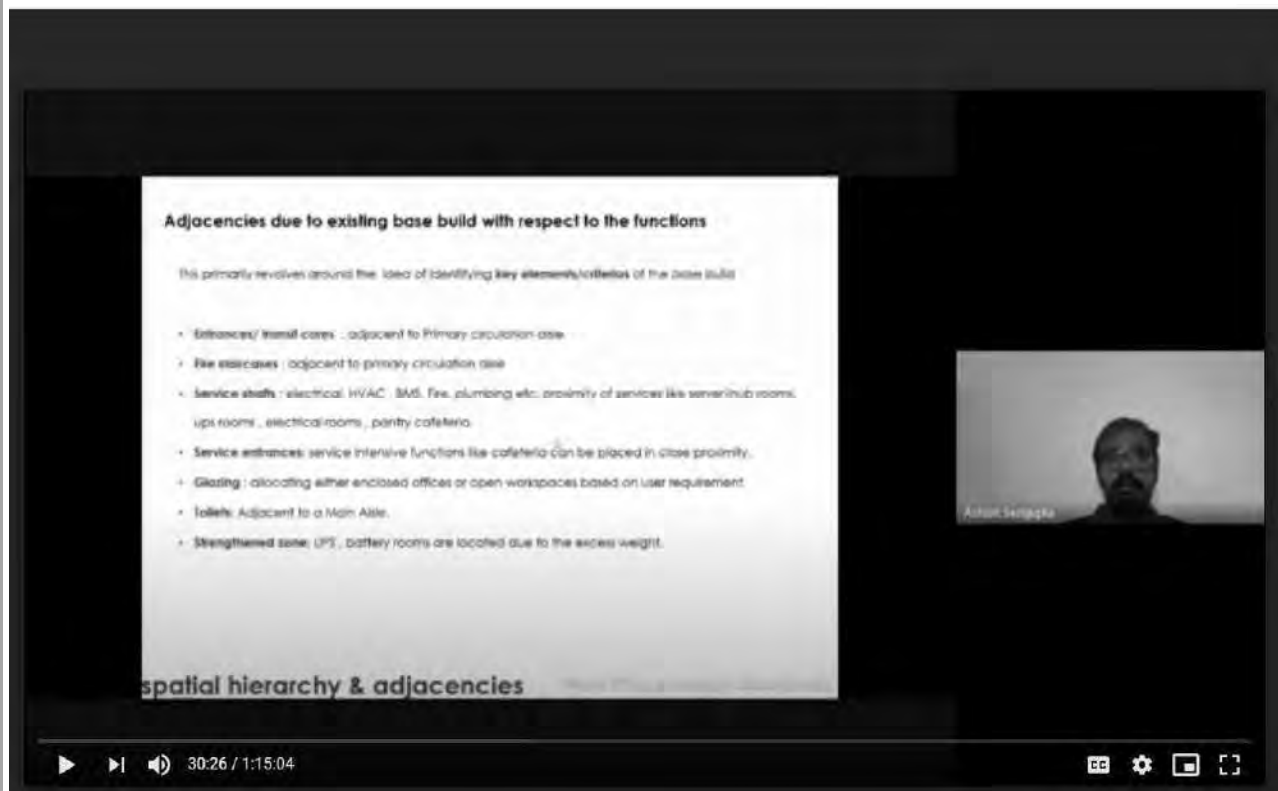 Adjacencies due to existing base build with respect to the functions
This primarily revolves around the idea of identifying key elements/criterias of the base build
• Entrances/ transit cores : adjacent to Primary circulation aisle
• Fire staircases : adjacent to primary circulation aisle
• Service shafts : electrical, HVAC , BMS, Fire, plumbing etc. proximity of services like server/hub rooms,
ups rooms , electrical rooms , pantry cafeteria.
• Service entrances: service intensive functions like cafeteria can be placed in close proximity.
• Glazing : allocating either enclosed offices or open workspaces based on user requirement
• Toilets: Adjacent to a Main Aisle.
• Strengthened zone: UPS , battery rooms are located due to the excess weight.
spatial hierarchy & adjacencies
Sengupta
30:26 / 1:15:04
CC